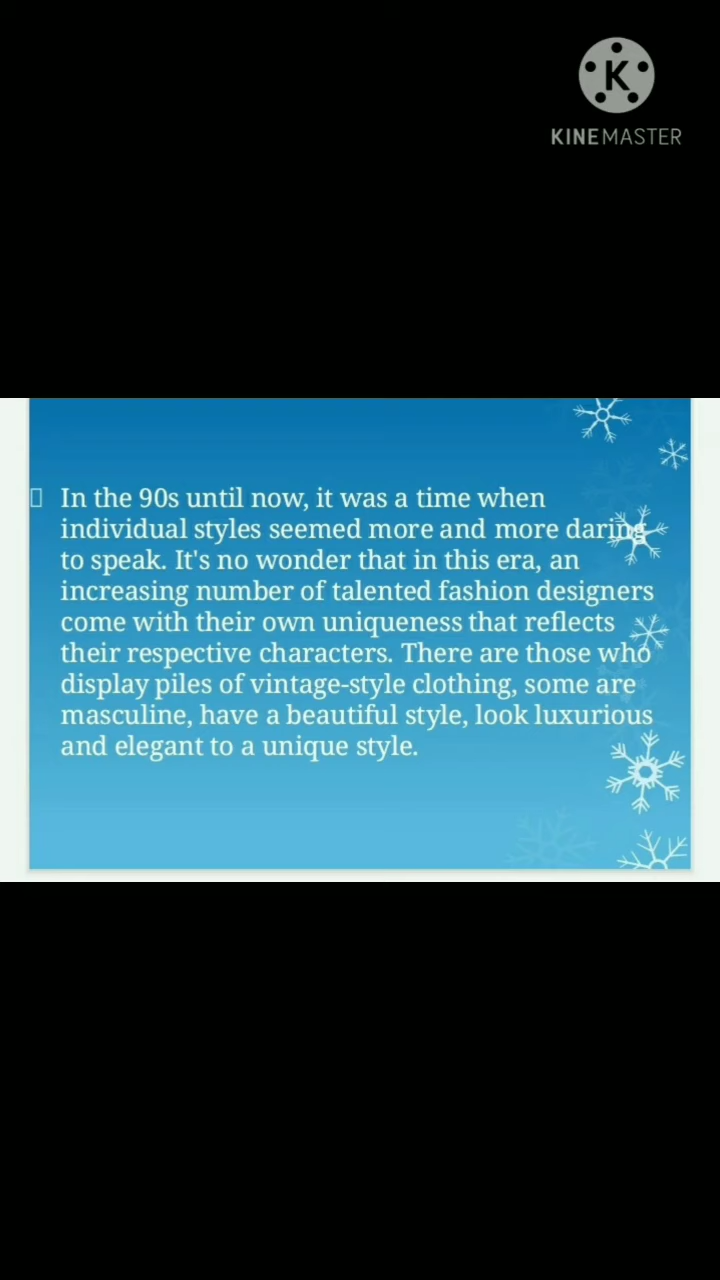 K
KINEMASTER
In the 90s until now, it was a time when
individual styles seemed more and more daring
to speak. It's no wonder that in this era, an
increasing number of talented fashion designers
come with their own uniqueness that reflects
their respective characters. There are those who
display piles of vintage-style clothing, some are
masculine, have a beautiful style, look luxurious
and elegant to a unique style.